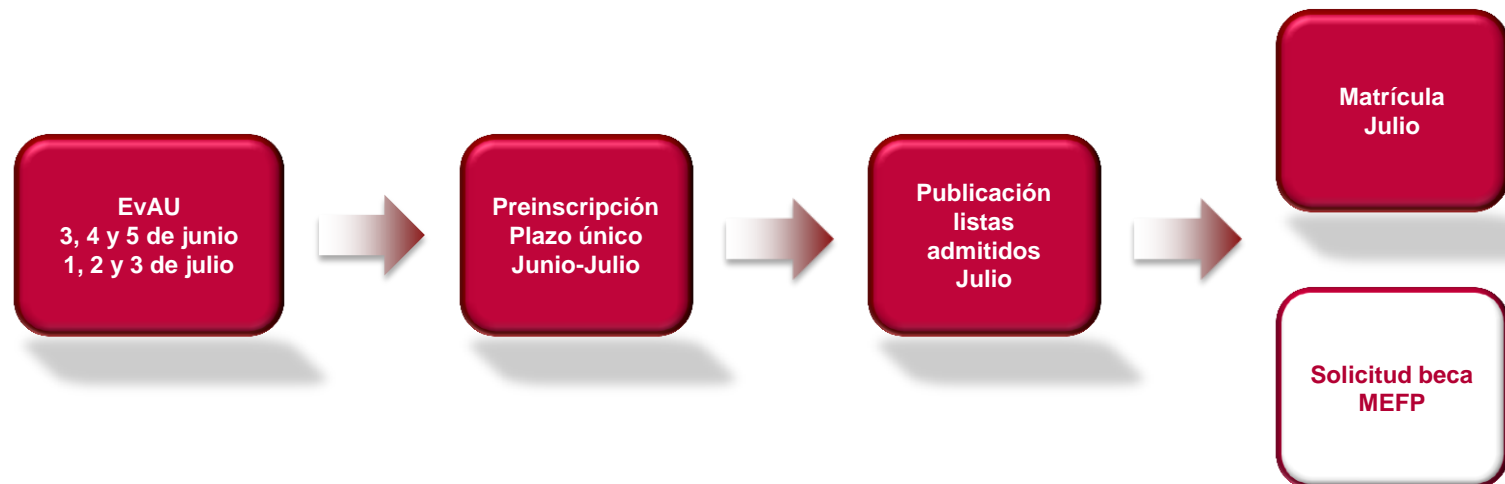 EvAU
3, 4 y 5 de junio
1, 2 y 3 de julio
Preinscripción
Plazo único
Junio-Julio
Publicación
listas
admitidos
Julio
Matrícula
Julio
Solicitud beca
MEFP